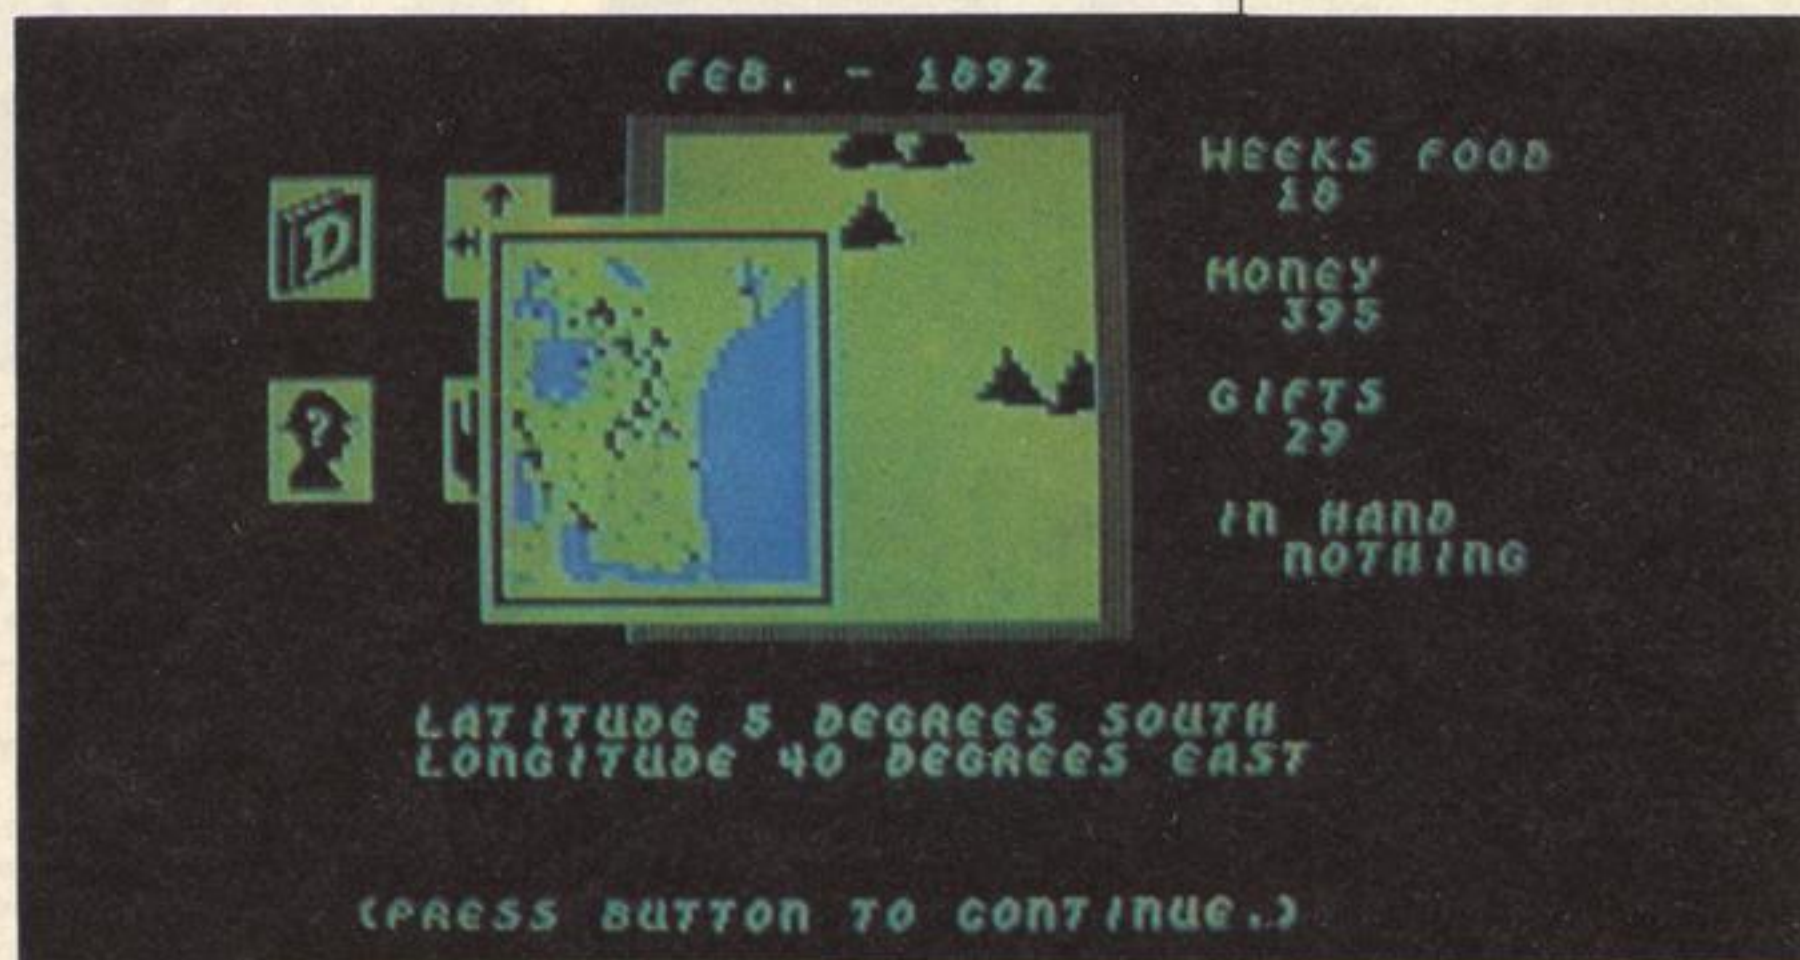 FEB. - 1892
WEEKS FOOD
18
MONEY
395
GIFTS
29
IN HAND
NOTHING
D
?
LATITUDE 5 DEGREES SOUTH
LONGITUDE 40 DEGREES EAST
(PRESS BUTTON TO CONTINUE.)